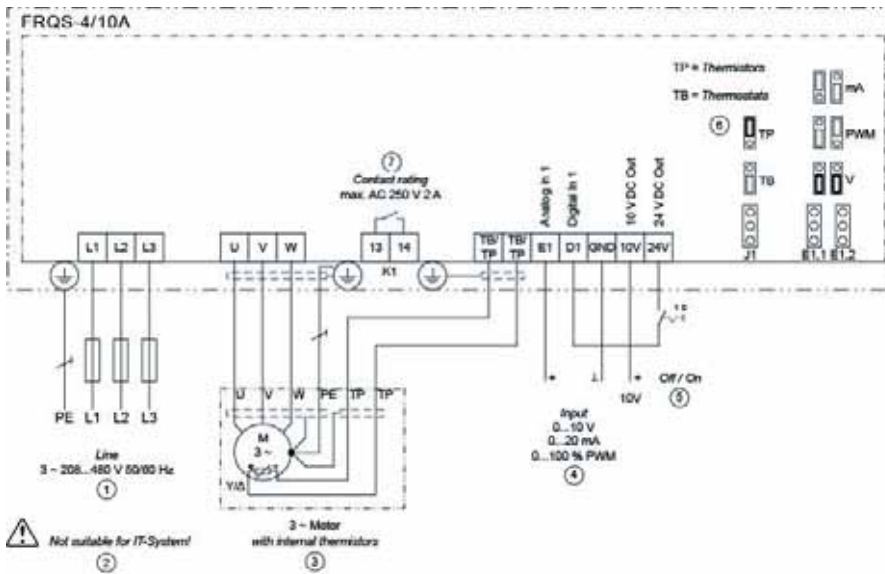 FRQS-4/10A
TP = Thermistors
TB = Thermostats
6
TP
TB
J1
mA
PWM
V
E1.1 E1.2
7
Contact rating
max. AC 250 V 2 A
Analog In 1
Digital In 1
10 V DC Out
24 V DC Out
L1 L2 L3
U V W
13 14
K1
TB/TP TB/TP E1 D1 GND 10V 24V
1 0
PE L1 L2 L3
Line
3 ~ 208...480 V 50/60 Hz
1
Not suitable for IT-System!
2
U V W PE TP TP
M
3 ~
Y/Δ
3 ~ Motor
with internal thermistors
3
+
⊥
+
10V
Input
0...10 V
0...20 mA
0...100 % PWM
4
Off / On
5